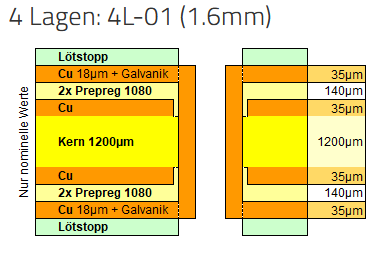 4 Lagen: 4L-01 (1.6mm)
Nur nominelle Werte
Lötstopp
Cu 18µm + Galvanik 35µm
2x Prepreg 1080 140µm
Cu 35µm
Kern 1200µm 1200µm
Cu 35µm
2x Prepreg 1080 140µm
Cu 18µm + Galvanik 35µm
Lötstopp